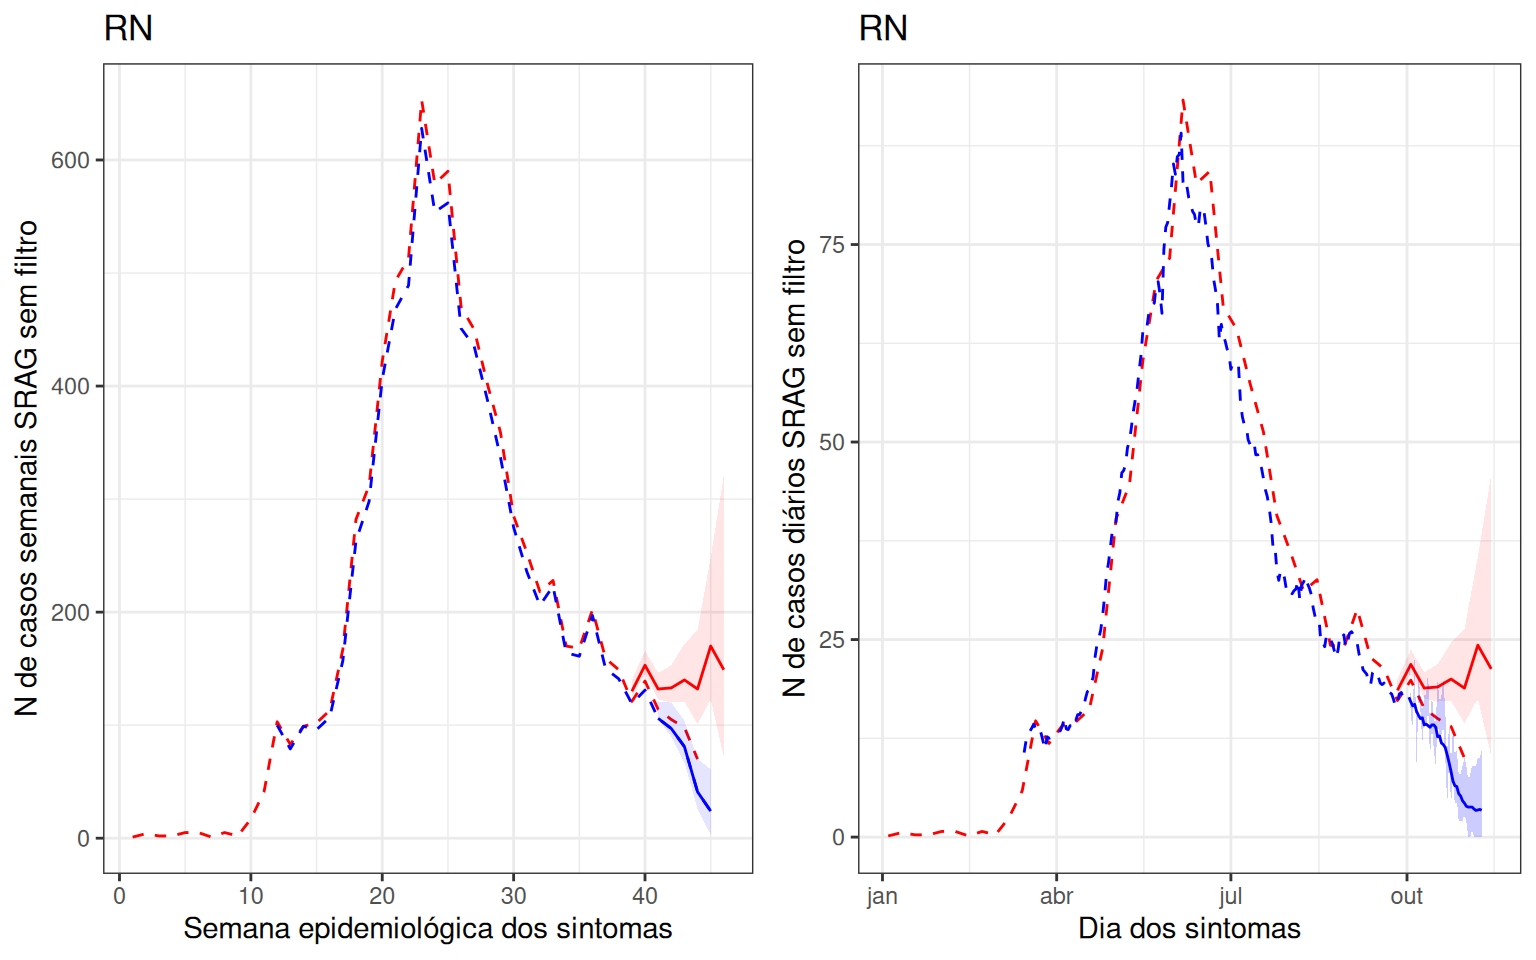 RN
N de casos semanais SRAG sem filtro
600
400
200
0
0 10 20 30 40
Semana epidemiológica dos sintomas
RN
N de casos diários SRAG sem filtro
75
50
25
0
jan abr jul out
Dia dos sintomas